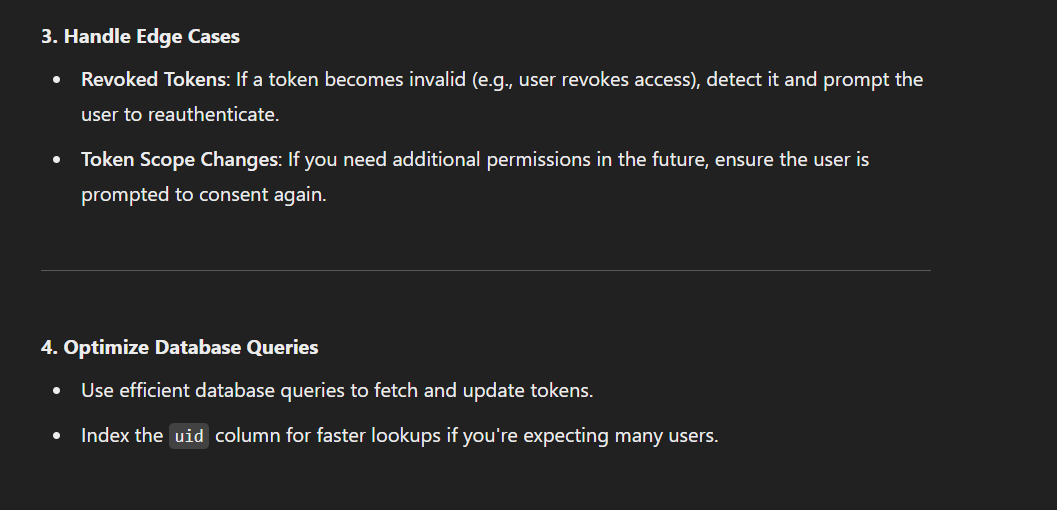 3. Handle Edge Cases
• Revoked Tokens: If a token becomes invalid (e.g., user revokes access), detect it and prompt the
user to reauthenticate.
• Token Scope Changes: If you need additional permissions in the future, ensure the user is
prompted to consent again.
4. Optimize Database Queries
• Use efficient database queries to fetch and update tokens.
• Index the uid column for faster lookups if you're expecting many users.